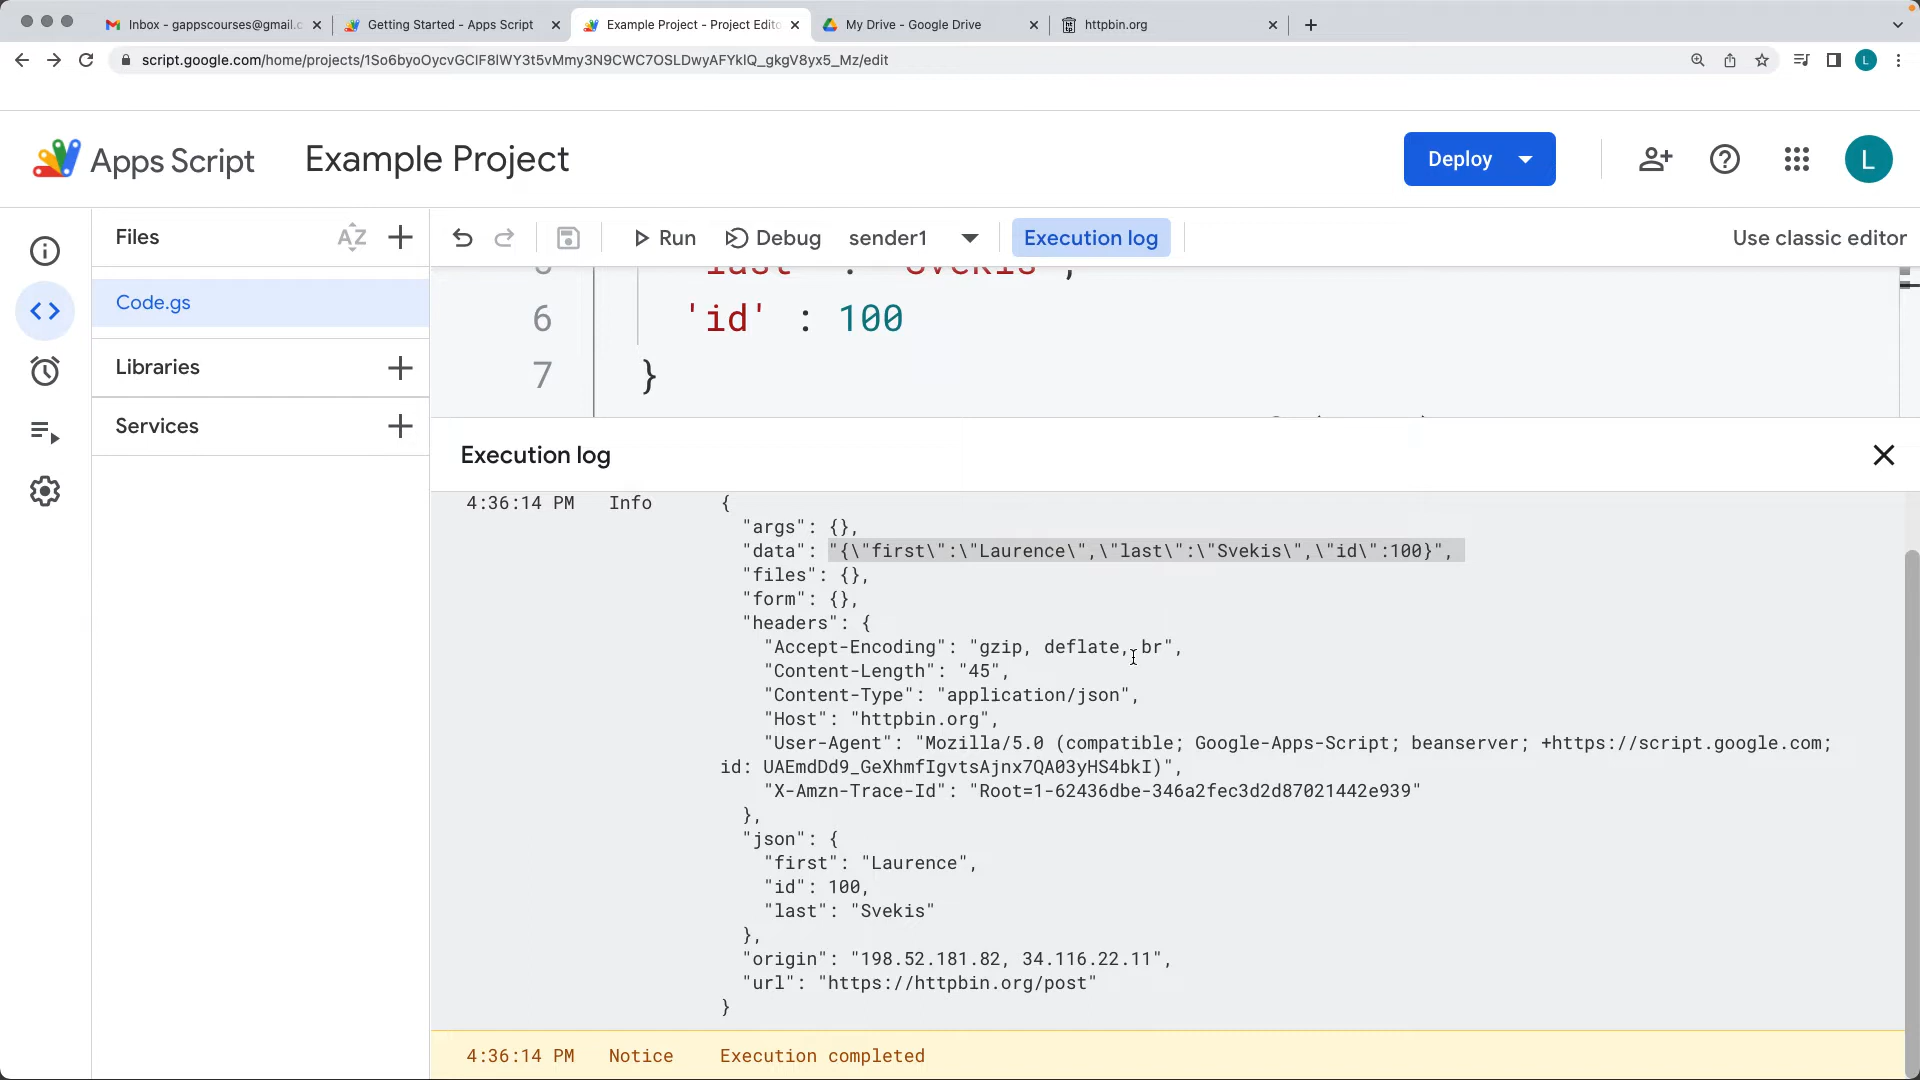 Inbox - gappscourses@gmail.c
Getting Started - Apps Script
Example Project - Project Edito
My Drive - Google Drive
httpbin.org
script.google.com/home/projects/1So6byoOycvGClF8lWY3t5vMmy3N9CWC7OSLDwyAFYklQ_gkgV8yx5_Mz/edit
L
Apps Script
Example Project
Deploy
L
Files
AZ
Run
Debug
sender1
Execution log
Use classic editor
Code.gs
Libraries
Services
'last' : 'Svekis',
6 'id' : 100
7 }
Execution log
4:36:14 PM Info {
"args": {},
"data": "{\"first\":\"Laurence\",\"last\":\"Svekis\",\"id\":100}",
"files": {},
"form": {},
"headers": {
"Accept-Encoding": "gzip, deflate, br",
"Content-Length": "45",
"Content-Type": "application/json",
"Host": "httpbin.org",
"User-Agent": "Mozilla/5.0 (compatible; Google-Apps-Script; beanserver; +https://script.google.com;
id: UAEmdDd9_GeXhmfIgvtsAjnx7QA03yHS4bkI)",
"X-Amzn-Trace-Id": "Root=1-62436dbe-346a2fec3d2d87021442e939"
},
"json": {
"first": "Laurence",
"id": 100,
"last": "Svekis"
},
"origin": "198.52.181.82, 34.116.22.11",
"url": "https://httpbin.org/post"
}
4:36:14 PM Notice Execution completed